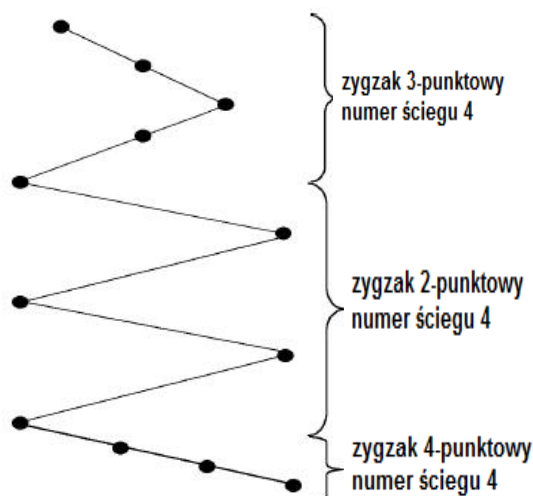 zygzak 3-punktowy
numer ściegu 4
zygzak 2-punktowy
numer ściegu 4
zygzak 4-punktowy
numer ściegu 4